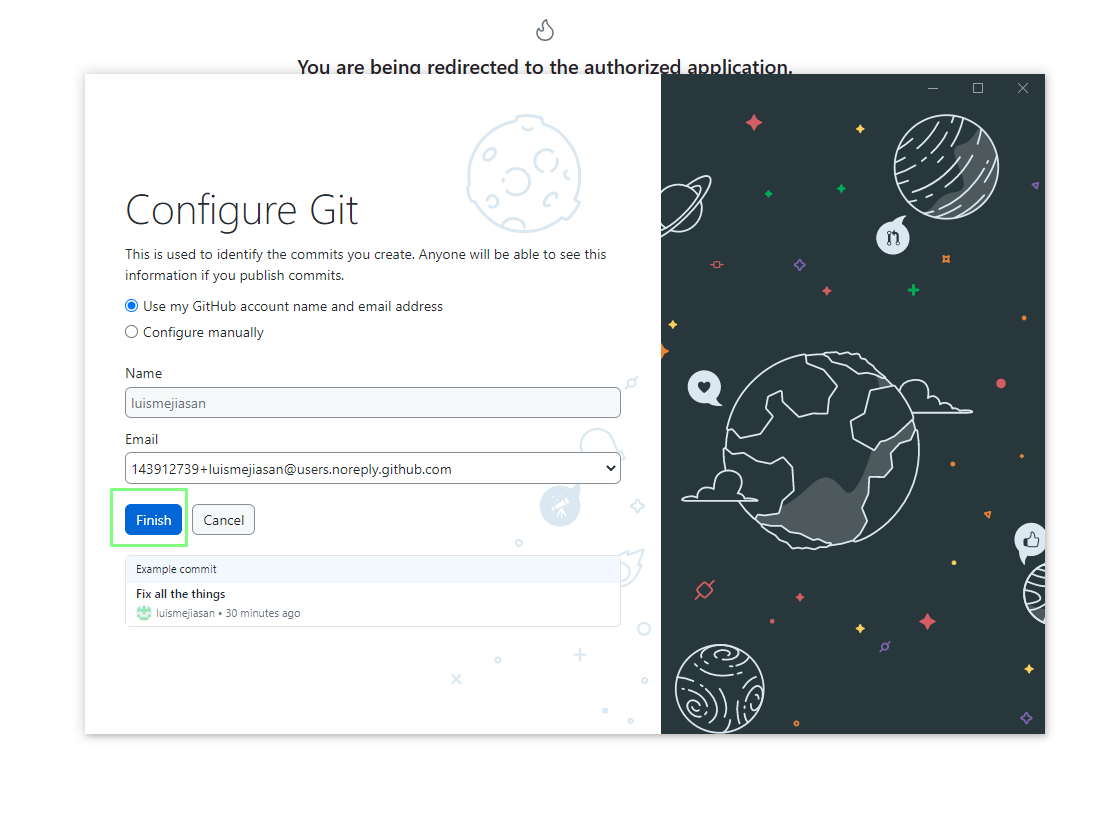 You are being redirected to the authorized application.
Configure Git
This is used to identify the commits you create. Anyone will be able to see this
information if you publish commits.
Use my GitHub account name and email address
Configure manually
Name
luismejiasan
Email
143912739+luismejiasan@users.noreply.github.com
Finish
Cancel
Example commit
Fix all the things
luismejiasan • 30 minutes ago